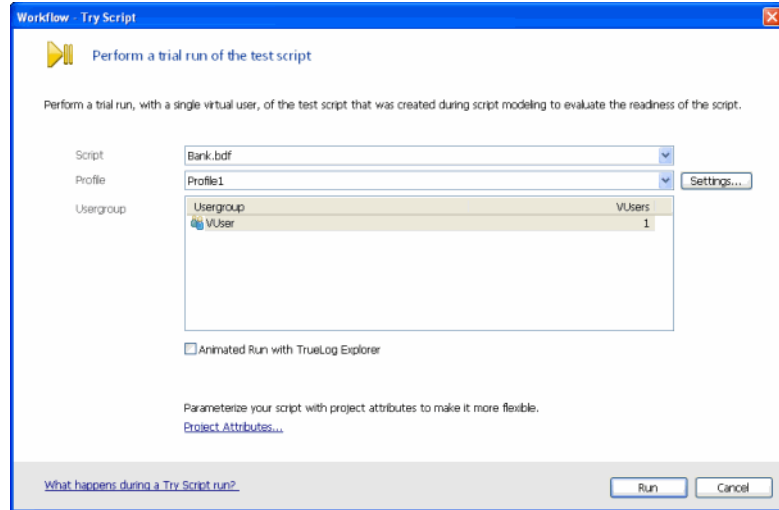 Workflow - Try Script
Perform a trial run of the test script
Perform a trial run, with a single virtual user, of the test script that was created during script modeling to evaluate the readiness of the script.
Script
Bank.bdf
Profile
Profile1
Settings...
Usergroup
Usergroup VUsers
VUser 1
Animated Run with TrueLog Explorer
Parameterize your script with project attributes to make it more flexible.
Project Attributes...
What happens during a Try Script run?
Run
Cancel